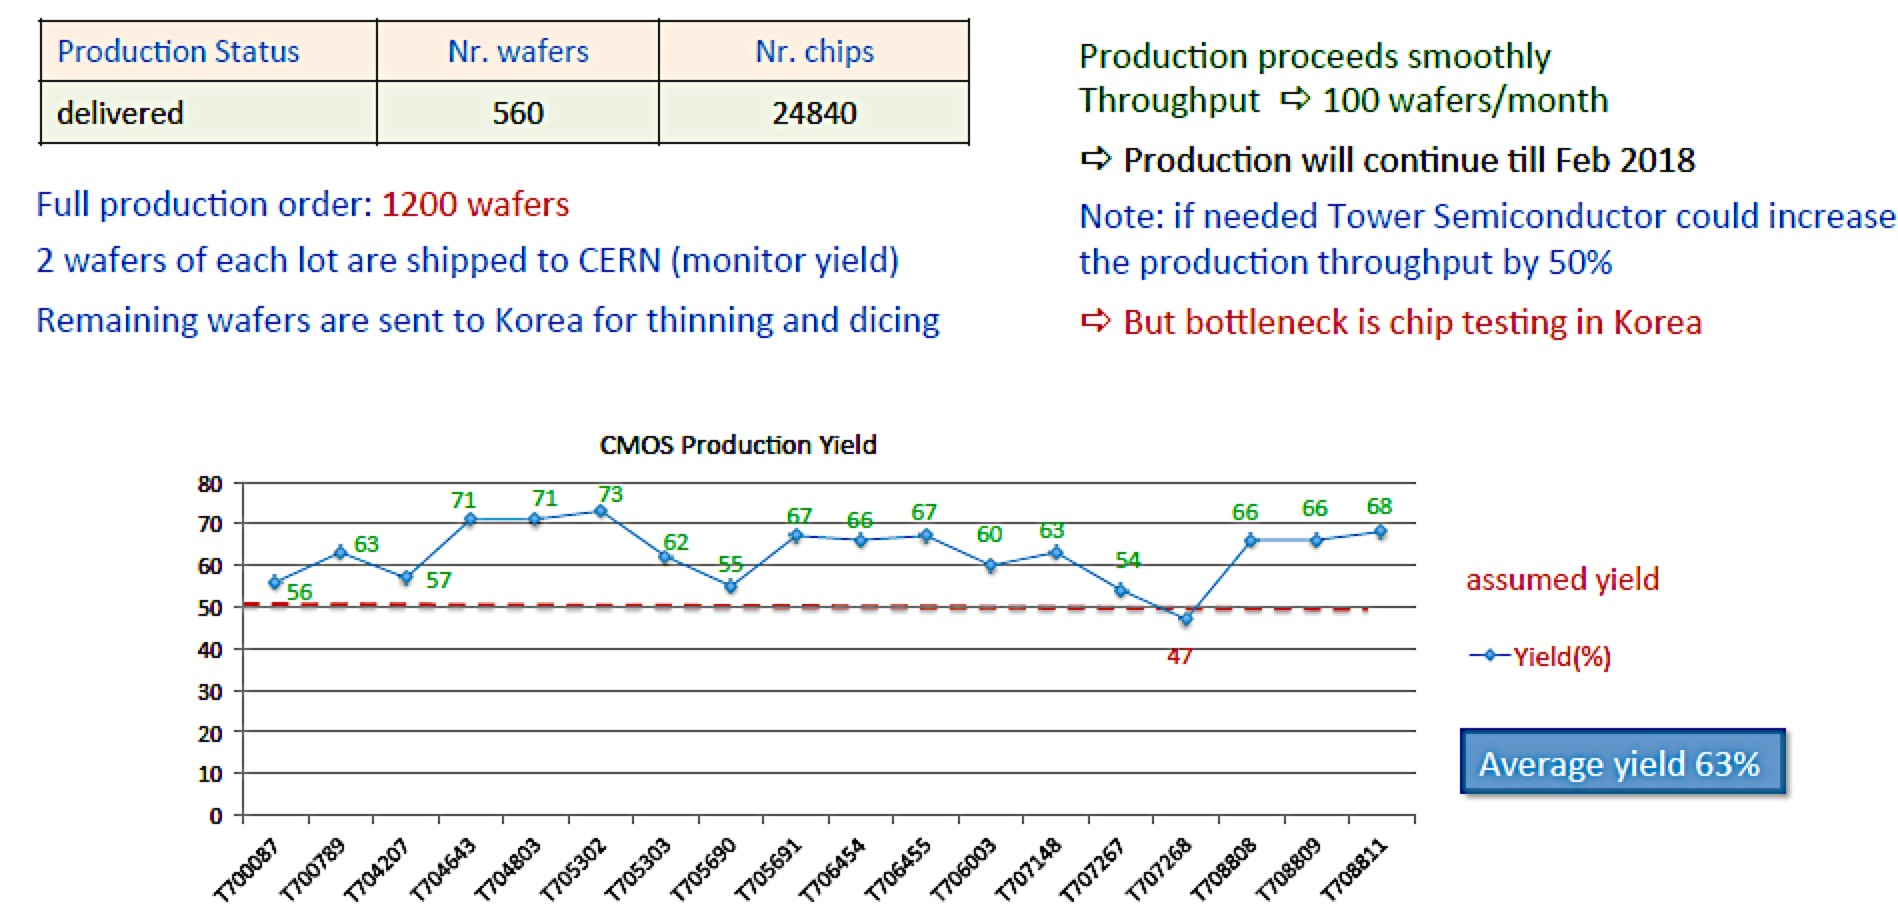 Production Status Nr. wafers Nr. chips
delivered 560 24840
Full production order: 1200 wafers
2 wafers of each lot are shipped to CERN (monitor yield)
Remaining wafers are sent to Korea for thinning and dicing
Production proceeds smoothly
Throughput ⇨ 100 wafers/month
⇨ Production will continue till Feb 2018
Note: if needed Tower Semiconductor could increase
the production throughput by 50%
⇨ But bottleneck is chip testing in Korea
CMOS Production Yield
80
70
60
50
40
30
20
10
0
56 63 57 71 71 73 62 55 67 66 67 60 63 54 47 66 66 68
T700087 T700789 T704207 T704643 T704803 T705302 T705303 T705690 T705691 T706454 T706455 T706003 T707148 T707267 T707268 T708808 T708809 T708811
assumed yield
Yield(%)
Average yield 63%